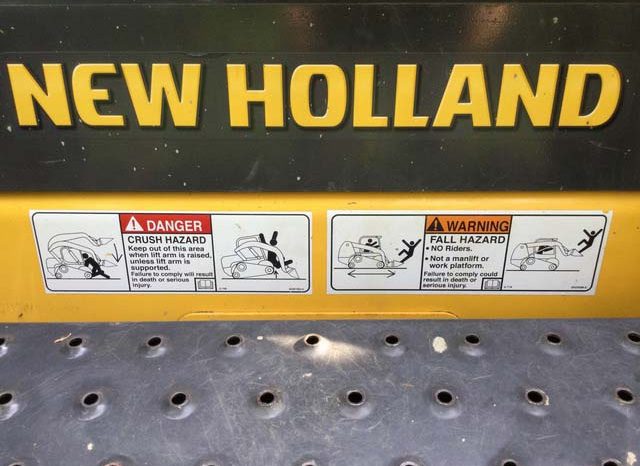 NEW HOLLAND
DANGER
CRUSH HAZARD
Keep out of this area
when lift arm is raised,
unless lift arm is
supported.
Failure to comply will result
in death or serious
injury.
WARNING
FALL HAZARD
• NO Riders.
• Not a manlift or
work platform.
Failure to comply could
result in death or
serious injury.